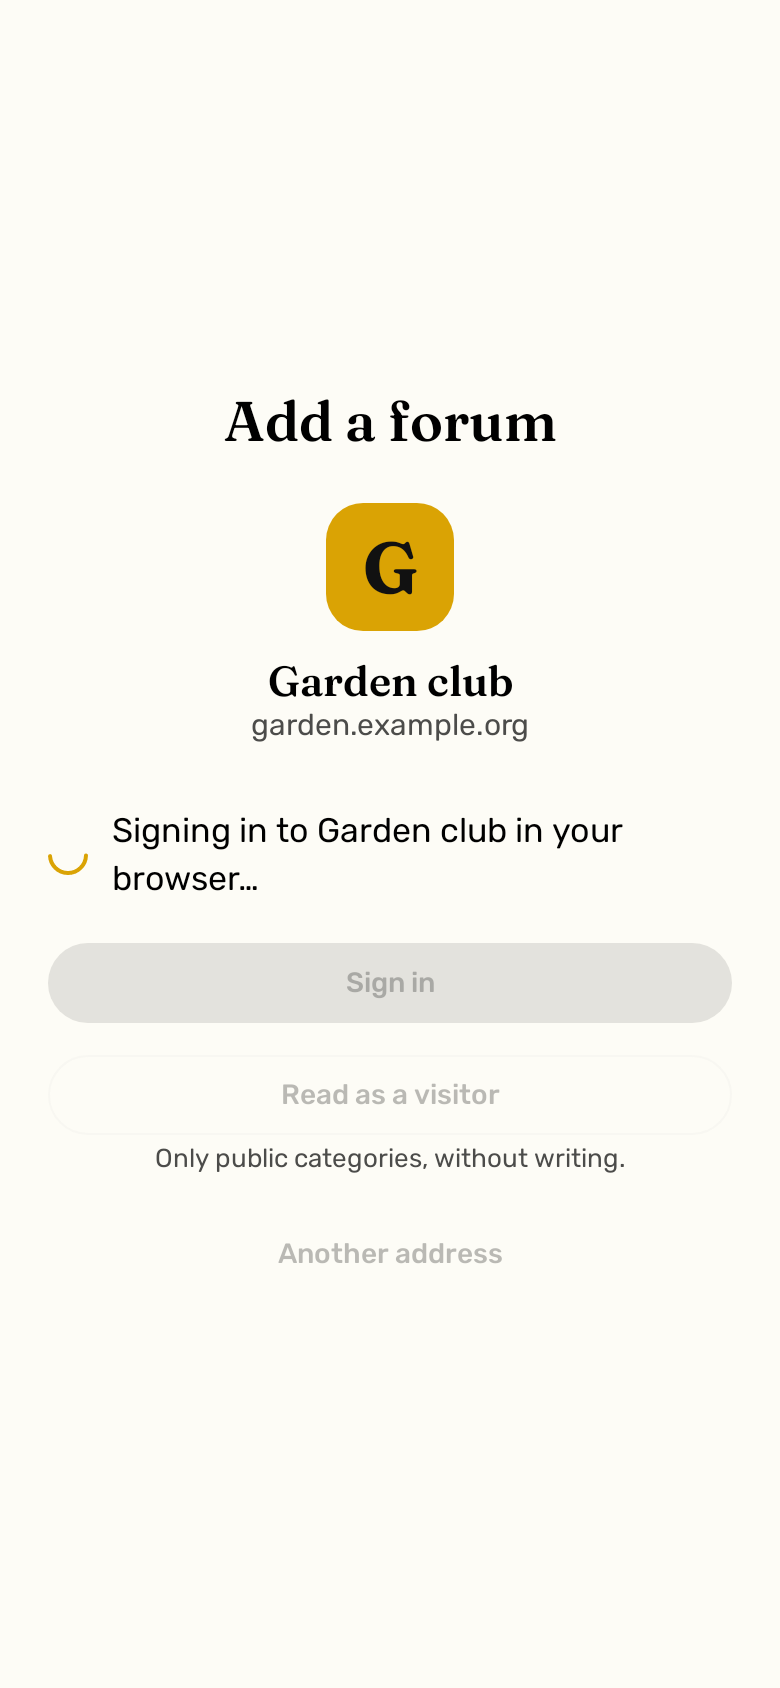 Add a forum
G
Garden club
garden.example.org
Signing in to Garden club in your
browser…
Sign in
Read as a visitor
Only public categories, without writing.
Another address